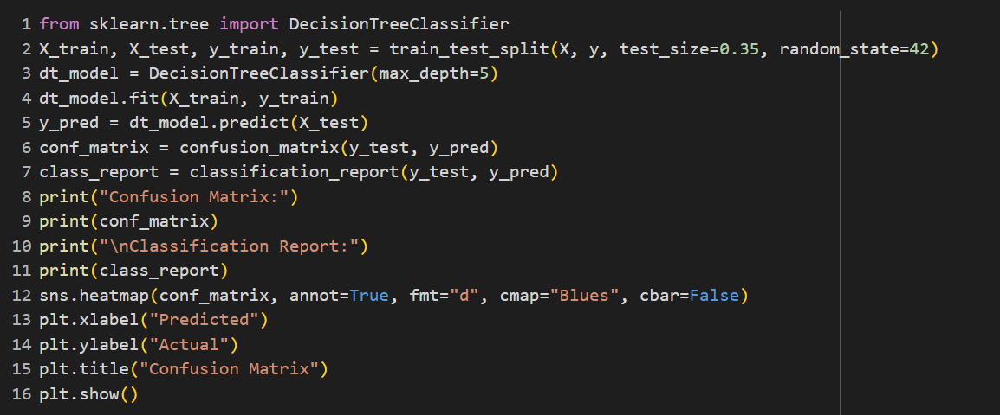 1 from sklearn.tree import DecisionTreeClassifier
2 X_train, X_test, y_train, y_test = train_test_split(X, y, test_size=0.35, random_state=42)
3 dt_model = DecisionTreeClassifier(max_depth=5)
4 dt_model.fit(X_train, y_train)
5 y_pred = dt_model.predict(X_test)
6 conf_matrix = confusion_matrix(y_test, y_pred)
7 class_report = classification_report(y_test, y_pred)
8 print("Confusion Matrix:")
9 print(conf_matrix)
10 print("\nClassification Report:")
11 print(class_report)
12 sns.heatmap(conf_matrix, annot=True, fmt="d", cmap="Blues", cbar=False)
13 plt.xlabel("Predicted")
14 plt.ylabel("Actual")
15 plt.title("Confusion Matrix")
16 plt.show()